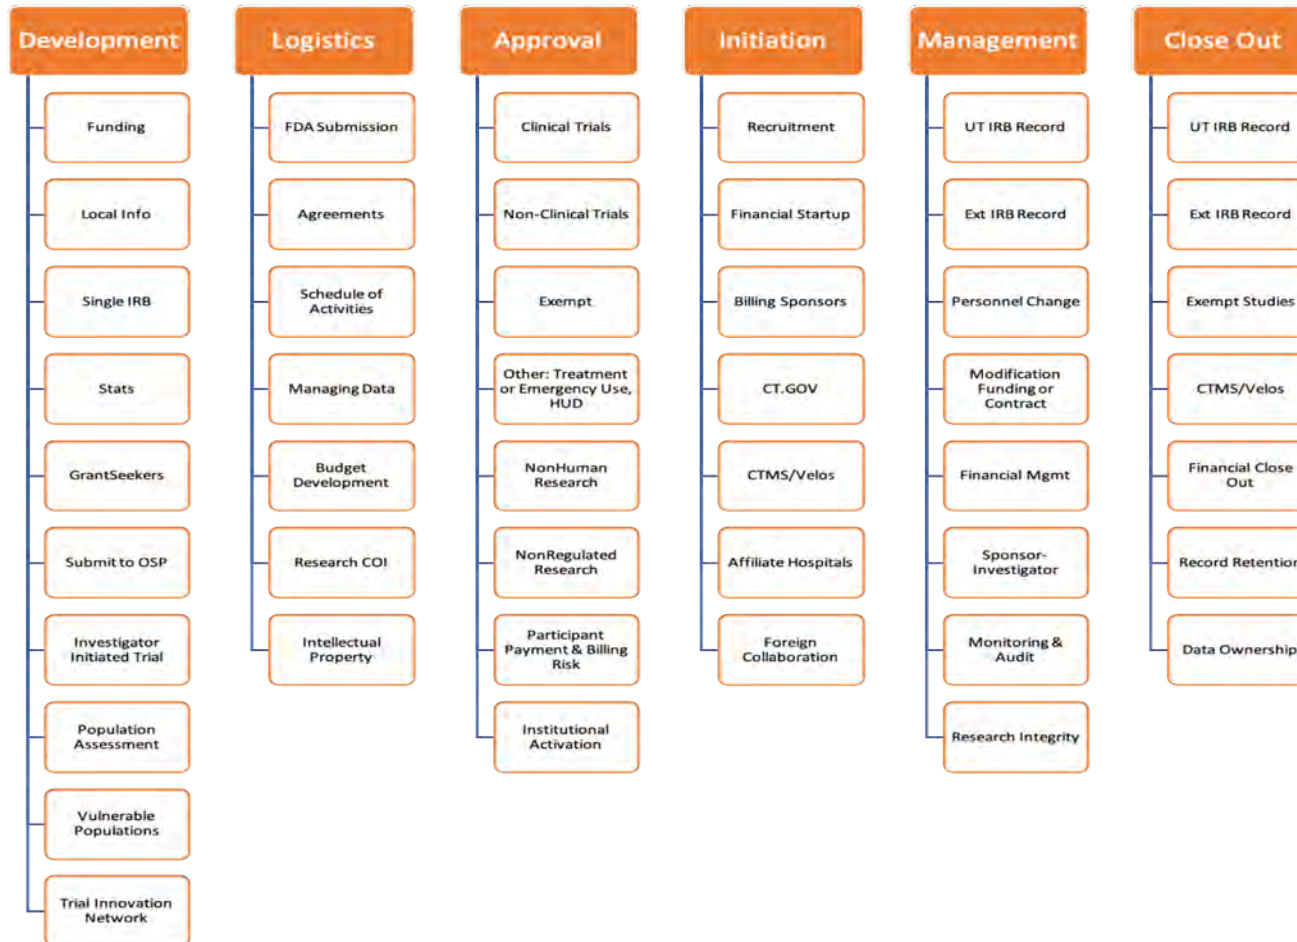 Development
Funding
Local Info
Single IRB
Stats
GrantSeekers
Submit to OSP
Investigator
Initiated Trial
Population
Assessment
Vulnerable
Populations
Trial Innovation
Network
Logistics
FDA Submission
Agreements
Schedule of
Activities
Managing Data
Budget
Development
Research COI
Intellectual
Property
Approval
Clinical Trials
Non-Clinical Trials
Exempt
Other: Treatment
or Emergency Use,
HUD
NonHuman
Research
NonRegulated
Research
Participant
Payment & Billing
Risk
Institutional
Activation
Initiation
Recruitment
Financial Startup
Billing Sponsors
CT.GOV
CTMS/Velos
Affiliate Hospitals
Foreign
Collaboration
Management
UT IRB Record
Ext IRB Record
Personnel Change
Modification
Funding or
Contract
Financial Mgmt
Sponsor-
Investigator
Monitoring &
Audit
Research Integrity
Close Out
UT IRB Record
Ext IRB Record
Exempt Studies
CTMS/Velos
Financial Close
Out
Record Retention
Data Ownership